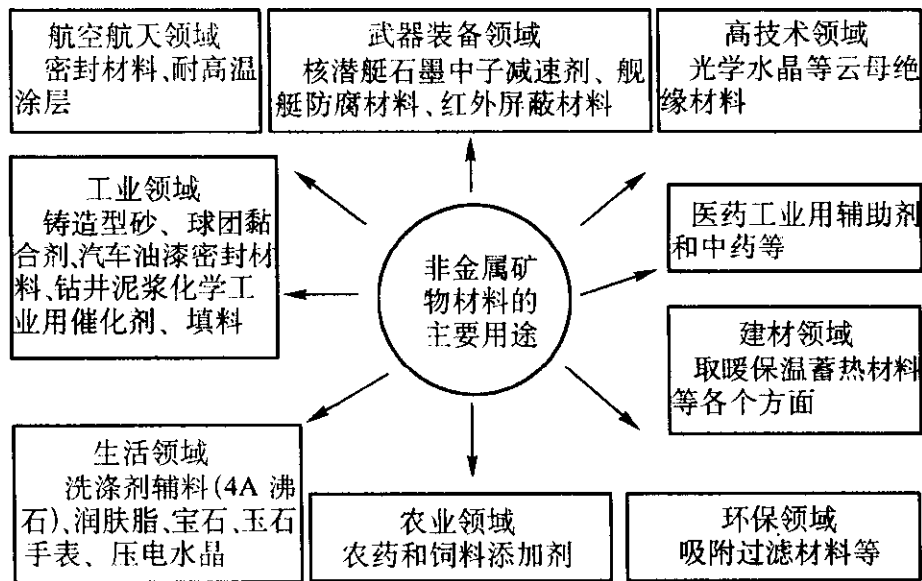 航空航天领域
密封材料、耐高温
涂层
武器装备领域
核潜艇石墨中子减速剂、舰
艇防腐材料、红外屏蔽材料
高技术领域
光学水晶等云母绝
缘材料
工业领域
铸造型砂、球团黏
合剂、汽车油漆密封材
料、钻井泥浆化学工
业用催化剂、填料
非金属矿
物材料的
主要用途
医药工业用辅助剂
和中药等
建材领域
取暖保温蓄热材料
等各个方面
生活领域
洗涤剂辅料(4A 沸
石)、润肤脂、宝石、玉石
手表、压电水晶
农业领域
农药和饲料添加剂
环保领域
吸附过滤材料等